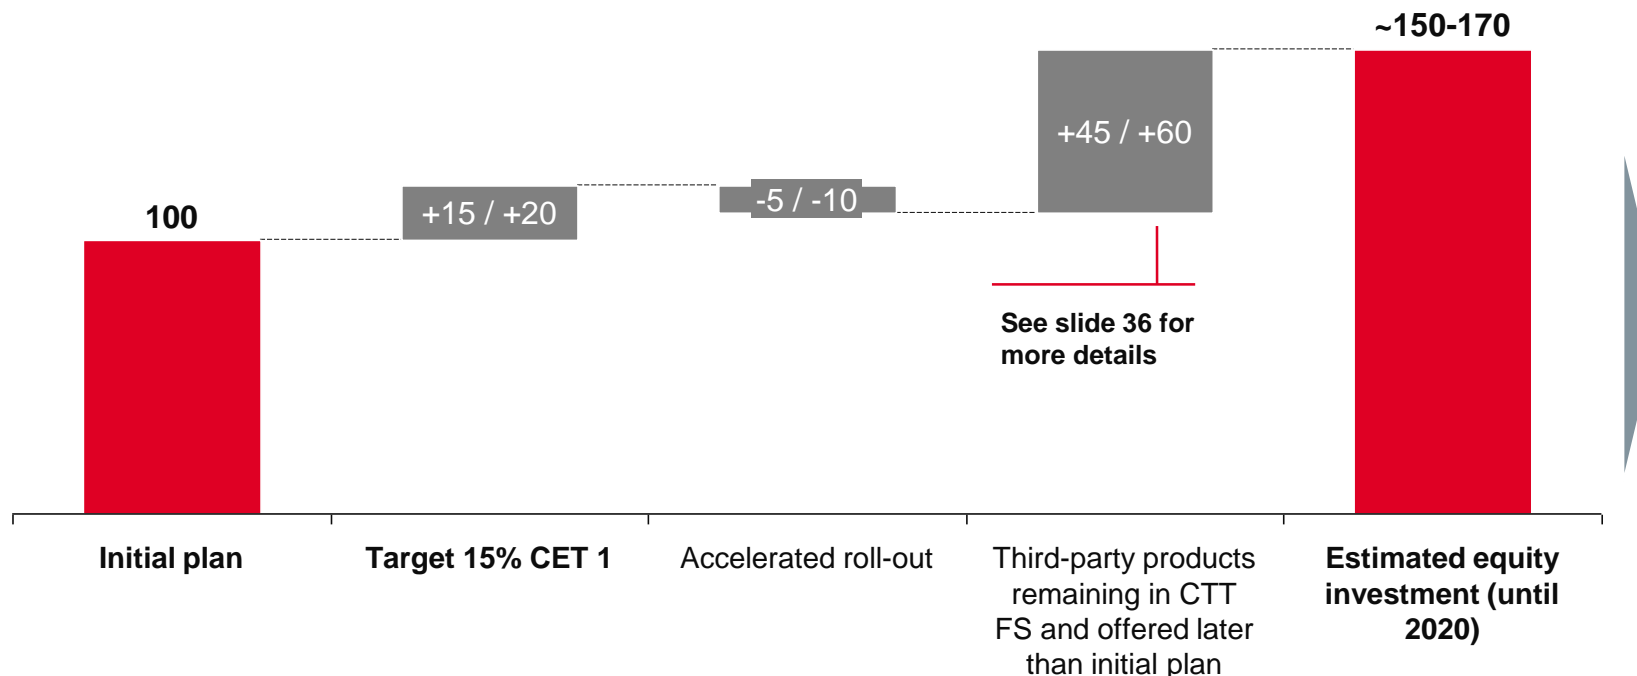 ~150-170
+45 / +60
-5 / -10
+15 / +20
100
See slide 36 for
more details
Initial plan
Target 15% CET 1
Accelerated roll-out
Third-party products
remaining in CTT
FS and offered later
than initial plan
Estimated equity
investment (until
2020)